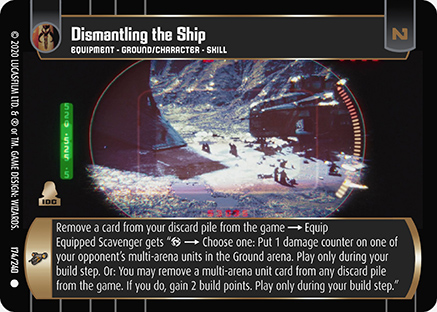 Dismantling the Ship
EQUIPMENT - GROUND/CHARACTER - SKILL
N
© 2020 LUCASFILM LTD. & ® or TM. GAME DESIGN: WIZARDS.
174/240
100
Remove a card from your discard pile from the game → Equip
Equipped Scavenger gets “ → Choose one: Put 1 damage counter on one of
your opponent’s multi-arena units in the Ground arena. Play only during your
build step. Or: You may remove a multi-arena unit card from any discard pile
from the game. If you do, gain 2 build points. Play only during your build step.”